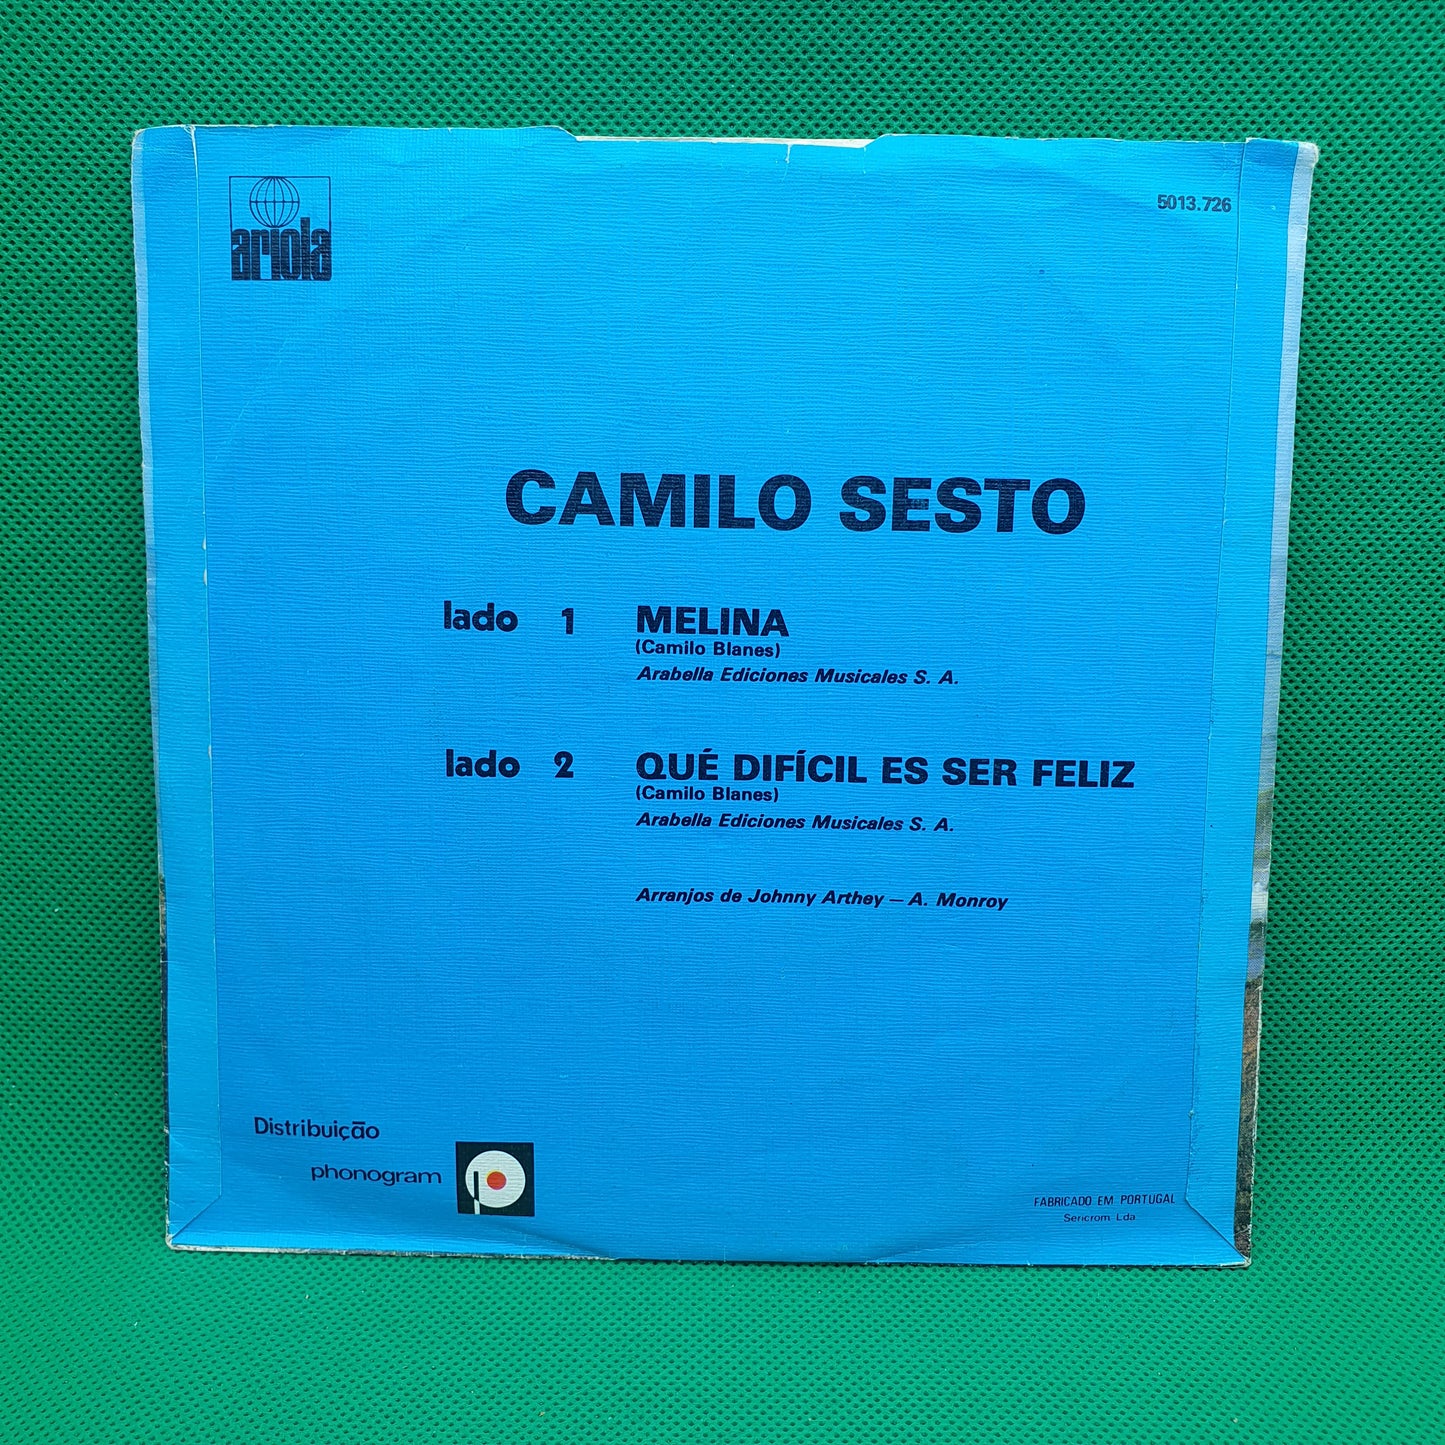 ariola
5013.726
CAMILO SESTO
lado 1 MELINA
(Camilo Blanes)
Arabella Ediciones Musicales S. A.
lado 2 QUÉ DIFÍCIL ES SER FELIZ
(Camilo Blanes)
Arabella Ediciones Musicales S. A.
Arranjos de Johnny Arthey — A. Monroy
Distribuição
phonogram
FABRICADO EM PORTUGAL
Sericrom Lda